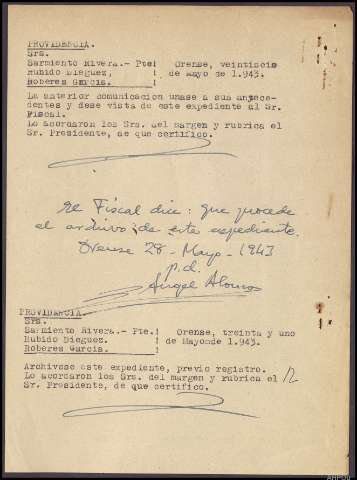 PROVIDENCIA.
Srs.
Sarmiento Rivera.- Pte! Orense, veintiseis
Rubido Dieguez, ! de Mayo de 1.943.
Roberes Garcia. !
La anterior comunicacion unase a sus antece-
dentes y dese vista de este expediente al Sr.
Fiscal.
Lo acordaron los Srs. del margen y rubrica el
Sr. Presidente, de que certifico.
El Fiscal dice: que procede
el archivo de este expediente.
Orense 28 - Mayo - 1943
p.d.
Angel Alonso
PROVIDENCIA.
Srs.
Sarmiento Rivera.- Pte! Orense, treinta y uno
Rubido Dieguez. ! de Mayode 1.943.
Roberes Garcia. !
Archivese este expediente, previo registro.
Lo acordaron los Srs. del margen y rubrica el
Sr. Presidente, de que certifico.
AHPOU